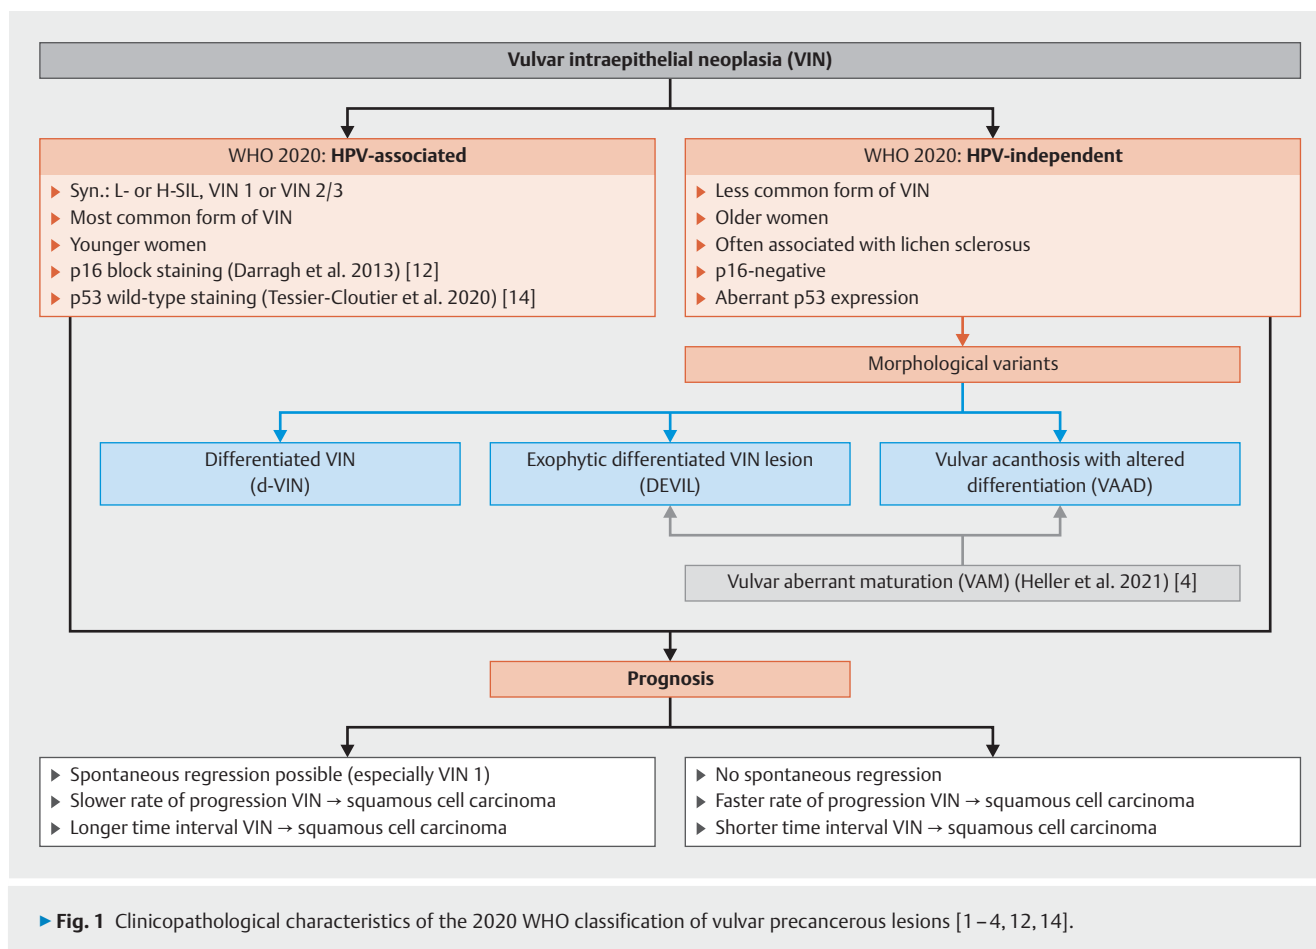 Vulvar intraepithelial neoplasia (VIN)
WHO 2020: HPV-associated
▶ Syn.: L- or H-SIL, VIN 1 or VIN 2/3
▶ Most common form of VIN
▶ Younger women
▶ p16 block staining (Darragh et al. 2013) [12]
▶ p53 wild-type staining (Tessier-Cloutier et al. 2020) [14]
WHO 2020: HPV-independent
▶ Less common form of VIN
▶ Older women
▶ Often associated with lichen sclerosus
▶ p16-negative
▶ Aberrant p53 expression
Morphological variants
Differentiated VIN
(d-VIN)
Exophytic differentiated VIN lesion
(DEVIL)
Vulvar acanthosis with altered
differentiation (VAAD)
Vulvar aberrant maturation (VAM) (Heller et al. 2021) [4]
Prognosis
▶ Spontaneous regression possible (especially VIN 1)
▶ Slower rate of progression VIN → squamous cell carcinoma
▶ Longer time interval VIN → squamous cell carcinoma
▶ No spontaneous regression
▶ Faster rate of progression VIN → squamous cell carcinoma
▶ Shorter time interval VIN → squamous cell carcinoma
▶ Fig. 1 Clinicopathological characteristics of the 2020 WHO classification of vulvar precancerous lesions [1–4, 12, 14].